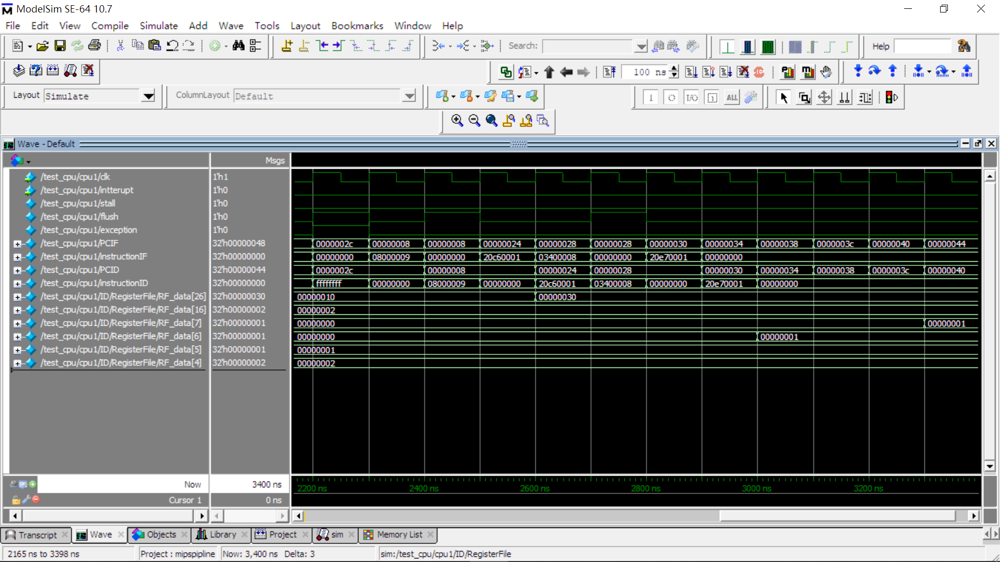 ModelSim SE-64 10.7
File Edit View Compile Simulate Add Wave Tools Layout Bookmarks Window Help
Search: Help
100 ns
Layout Simulate ColumnLayout Default
ALL
Wave - Default
Msgs
/test_cpu/cpu1/clk 1'h1
/test_cpu/cpu1/intterupt 1'h0
/test_cpu/cpu1/stall 1'h0
/test_cpu/cpu1/flush 1'h0
/test_cpu/cpu1/exception 1'h0
/test_cpu/cpu1/PCIF 32'h00000048 0000002c 00000008 00000008 00000024 00000028 00000028 00000030 00000034 00000038 0000003c 00000040 00000044
/test_cpu/cpu1/instructionIF 32'h00000000 00000000 08000009 00000000 20c60001 03400008 00000000 20e70001 00000000
/test_cpu/cpu1/PCID 32'h00000044 0000002c 00000008 00000024 00000028 00000030 00000034 00000038 0000003c 00000040
/test_cpu/cpu1/instructionID 32'h00000000 ffffffff 00000000 08000009 00000000 20c60001 03400008 00000000 20e70001 00000000
/test_cpu/cpu1/ID/RegisterFile/RF_data[26] 32'h00000030 00000010 00000030
/test_cpu/cpu1/ID/RegisterFile/RF_data[16] 32'h00000002 00000002
/test_cpu/cpu1/ID/RegisterFile/RF_data[7] 32'h00000001 00000000 00000001
/test_cpu/cpu1/ID/RegisterFile/RF_data[6] 32'h00000001 00000000 00000001
/test_cpu/cpu1/ID/RegisterFile/RF_data[5] 32'h00000001 00000001
/test_cpu/cpu1/ID/RegisterFile/RF_data[4] 32'h00000002 00000002
Now 3400 ns 2200 ns 2400 ns 2600 ns 2800 ns 3000 ns 3200 ns
Cursor 1 0 ns
Transcript Wave Objects Library Project sim Memory List
2165 ns to 3398 ns Project : mipspipline Now: 3,400 ns Delta: 3 sim:/test_cpu/cpu1/ID/RegisterFile